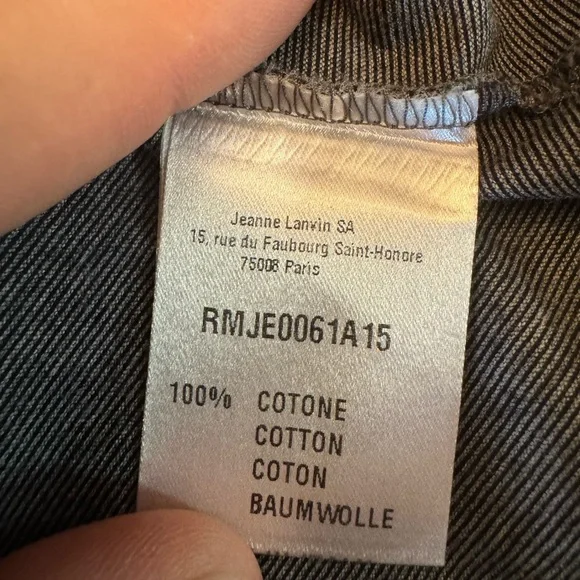 Jeanne Lanvin SA
15, rue du Faubourg Saint-Honore
75008 Paris
RMJE0061A15
100% COTONE
COTTON
COTON
BAUMWOLLE